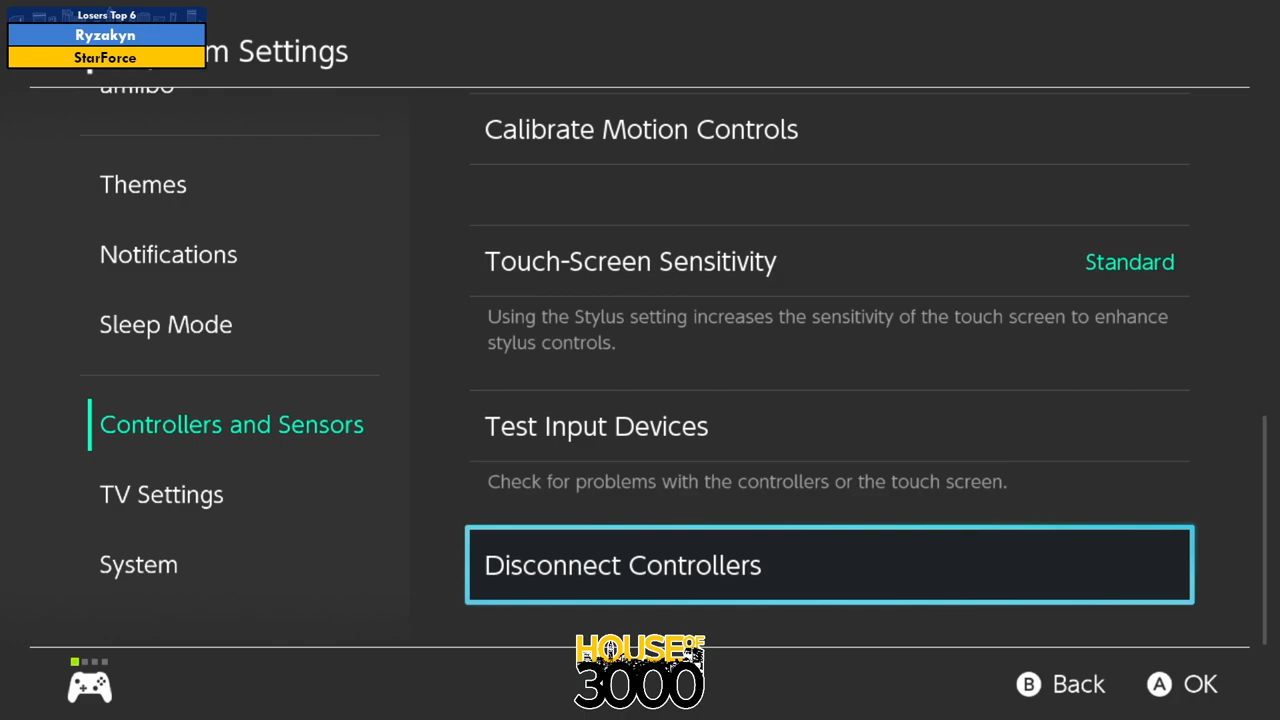 Losers Top 6
Ryzakyn
StarForce
m Settings
amiibo
Themes
Notifications
Sleep Mode
Controllers and Sensors
TV Settings
System
Calibrate Motion Controls
Touch-Screen Sensitivity Standard
Using the Stylus setting increases the sensitivity of the touch screen to enhance
stylus controls.
Test Input Devices
Check for problems with the controllers or the touch screen.
Disconnect Controllers
HOUSE OF
3000
B Back A OK